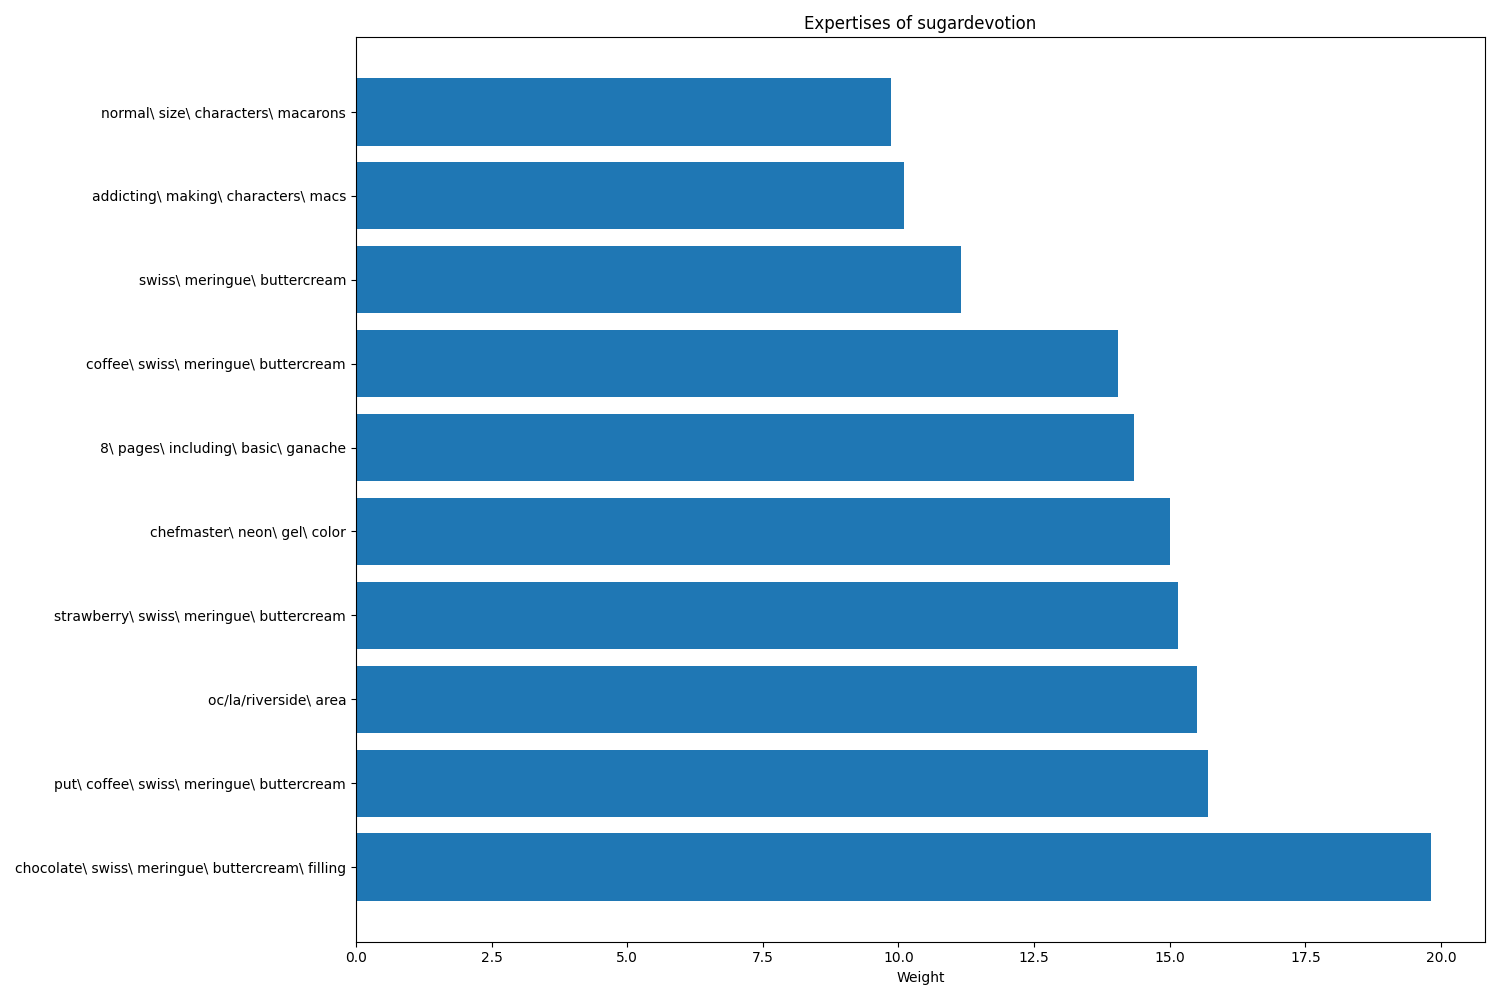 Expertises of sugardevotion
normal\ size\ characters\ macarons
addicting\ making\ characters\ macs
swiss\ meringue\ buttercream
coffee\ swiss\ meringue\ buttercream
8\ pages\ including\ basic\ ganache
chefmaster\ neon\ gel\ color
strawberry\ swiss\ meringue\ buttercream
oc/la/riverside\ area
put\ coffee\ swiss\ meringue\ buttercream
chocolate\ swiss\ meringue\ buttercream\ filling
0.0 2.5 5.0 7.5 10.0 12.5 15.0 17.5 20.0
Weight